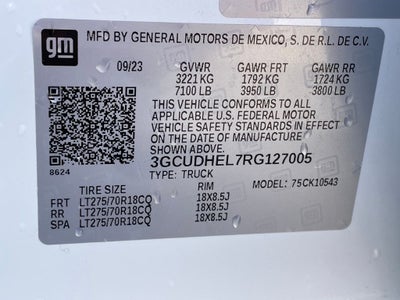 gm
MFD BY GENERAL MOTORS DE MEXICO, S. DE R.L. DE C.V.
09/23 GVWR GAWR FRT GAWR RR
3221 KG 1792 KG 1724 KG
7100 LB 3950 LB 3800 LB
THIS VEHICLE CONFORMS TO ALL
APPLICABLE U.S. FEDERAL MOTOR
VEHICLE SAFETY STANDARDS IN
EFFECT ON THE DATE OF MANUFACTURE
SHOWN ABOVE.
3GCUDHEL7RG127005
8624 TYPE: TRUCK
TIRE SIZE RIM MODEL: 75CK10543
FRT LT275/70R18CQ 18X8.5J
RR LT275/70R18CQ 18X8.5J
SPA LT275/70R18CQ 18X8.5J